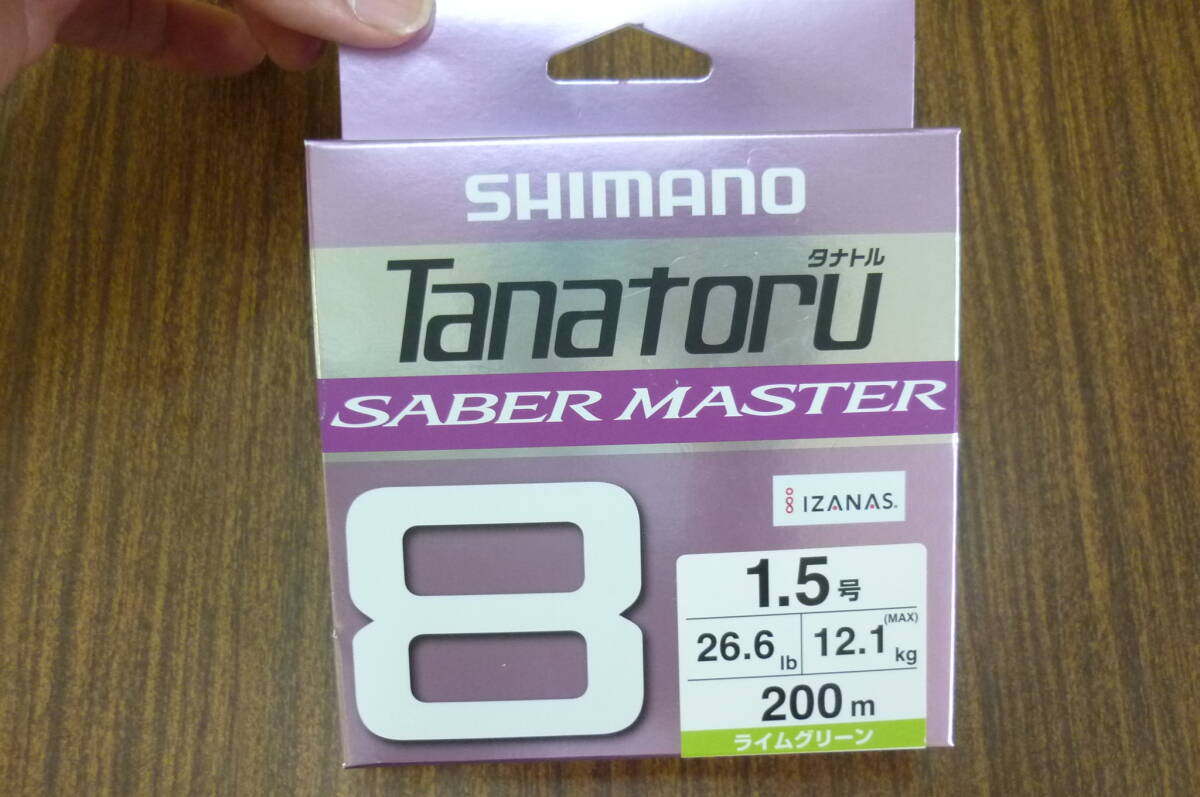 SHIMANO
タナトル
Tanatoru
SABER MASTER
8
IZANAS®
1.5号
26.6 lb 12.1 kg (MAX)
200 m
ライムグリーン